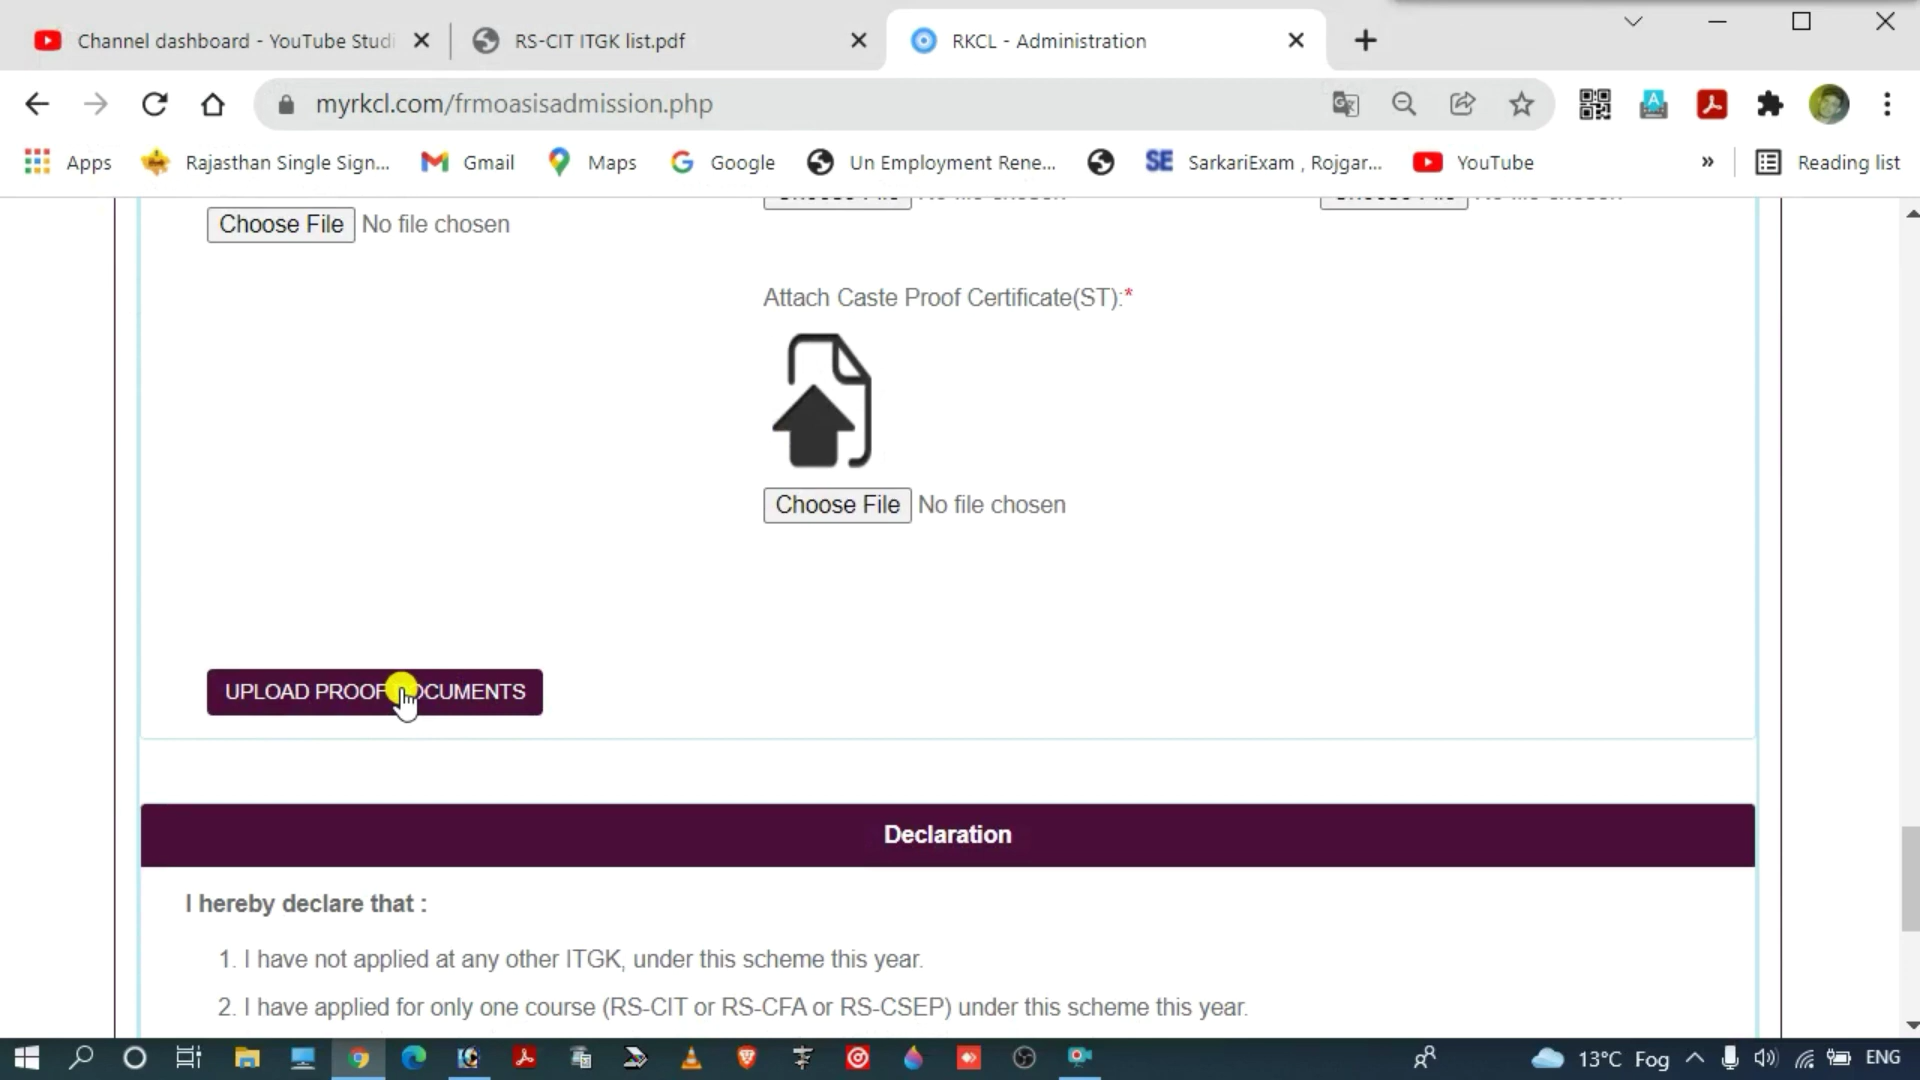 Channel dashboard - YouTube Studi
RS-CIT ITGK list.pdf
RKCL - Administration
myrkcl.com/frmoasisadmission.php
Apps
Rajasthan Single Sign...
Gmail
Maps
Google
Un Employment Rene...
SE SarkariExam , Rojgar...
YouTube
»
Reading list
Choose File No file chosen
Attach Caste Proof Certificate(ST):*
Choose File No file chosen
UPLOAD PROOF DOCUMENTS
Declaration
I hereby declare that :
1. I have not applied at any other ITGK, under this scheme this year.
2. I have applied for only one course (RS-CIT or RS-CFA or RS-CSEP) under this scheme this year.
13°C Fog
ENG